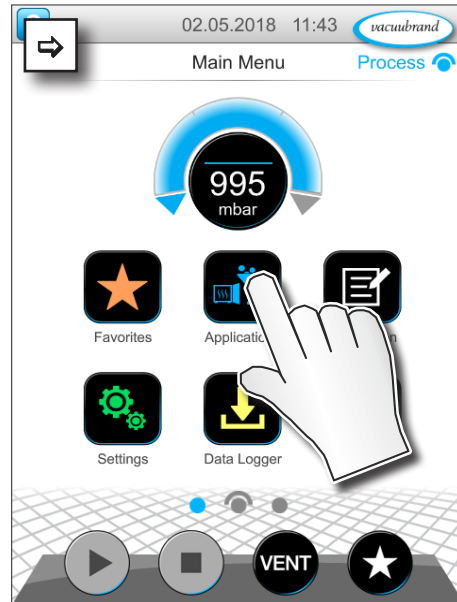 02.05.2018 11:43 vacuubrand
Main Menu Process
995
mbar
Favorites
Settings Data Logger
VENT